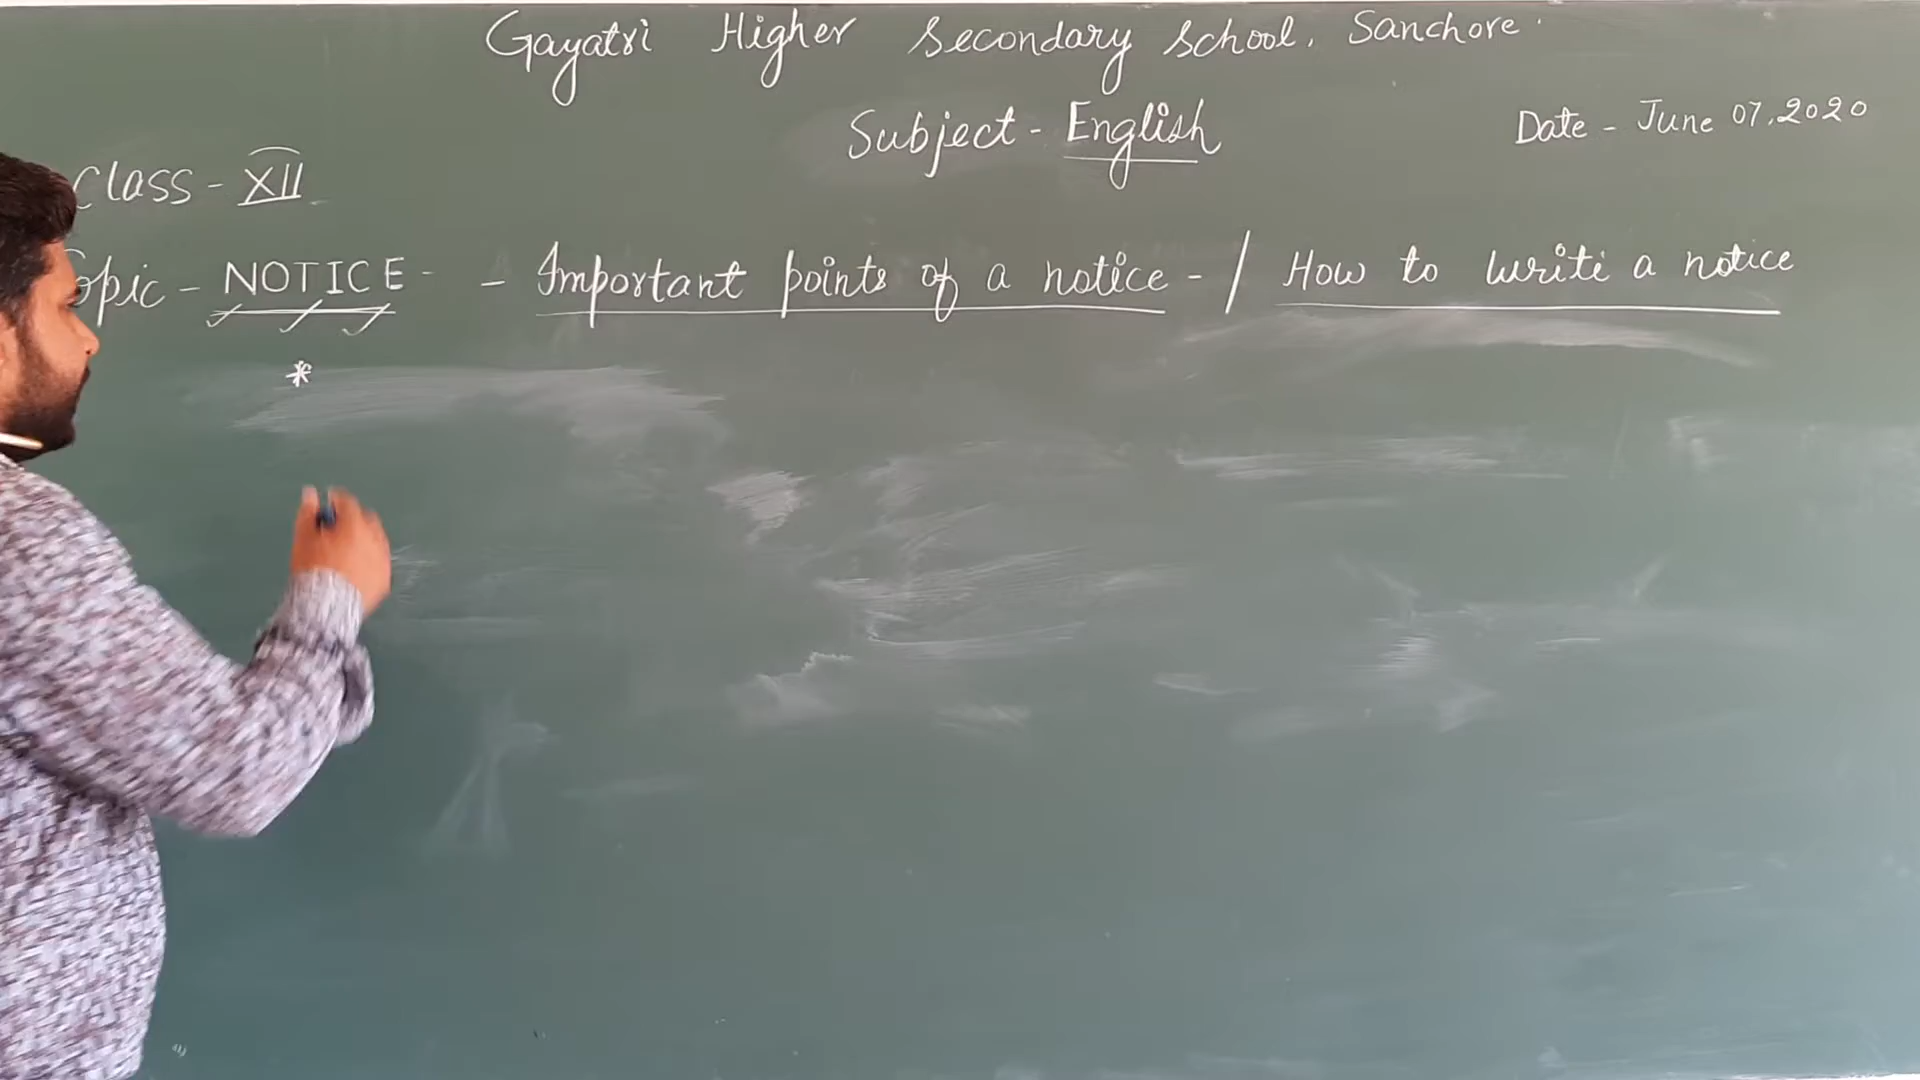 Gayatri Higher Secondary School, Sanchore.
Subject - English
Date - June 07, 2020
Class - XII
Topic - NOTICE - - Important points of a notice - / How to write a notice
*